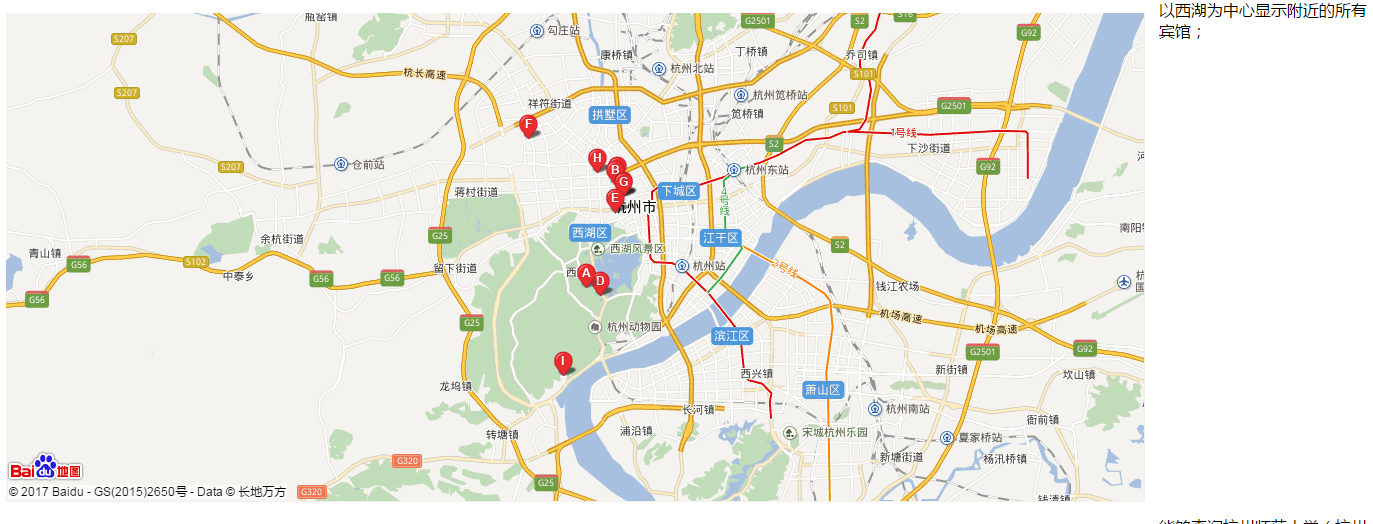 以西湖为中心显示附近的所有
宾馆；
瓶窑镇
勾庄站
G2501
S2
S16
S207
康桥镇
丁桥镇
乔司镇
G92
杭州北站
S101
杭长高速
S207
杭州笕桥站
祥符街道
S101
G2501
F
拱墅区
笕桥镇
1号线
S2
下沙街道
S207
仓前站
H
B
G
杭州东站
G92
蒋村街道
E
杭州市
下城区
4号线
南阳
G25
西湖区
江干区
余杭街道
西湖风景区
S2
青山镇
G56
S102
中泰乡
G56
G56
留下街道
A
D
杭州站
2号线
钱江农场
G56
G25
杭州动物园
滨江区
机场高速
机场高速
G2501
G92
I
西兴镇
新街镇
坎山镇
龙坞镇
萧山区
长河镇
杭州南站
衙前镇
转塘镇
浦沿镇
宋城杭州乐园
夏家桥站
G320
新塘街道
杨汛桥镇
Bai du 地图
G25
© 2017 Baidu - GS(2015)2650号 - Data © 长地万方
G320
钱清镇